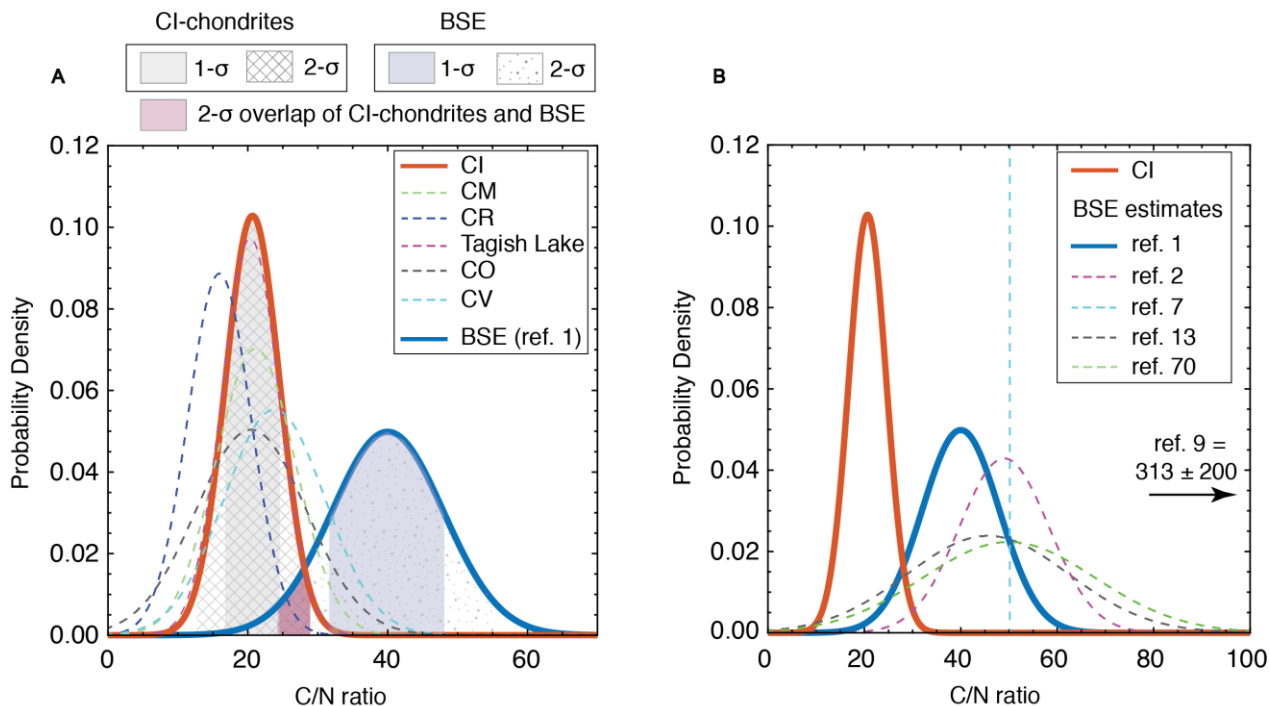 CI-chondrites
BSE
A
1-σ
2-σ
1-σ
2-σ
B
2-σ overlap of CI-chondrites and BSE
0.12
0.10
0.08
0.06
0.04
0.02
0.00
Probability Density
CI
CM
CR
Tagish Lake
CO
CV
BSE (ref. 1)
0
20
40
60
C/N ratio
0.12
0.10
0.08
0.06
0.04
0.02
0.00
Probability Density
CI
BSE estimates
ref. 1
ref. 2
ref. 7
ref. 13
ref. 70
ref. 9 =
313 ± 200
0
20
40
60
80
100
C/N ratio